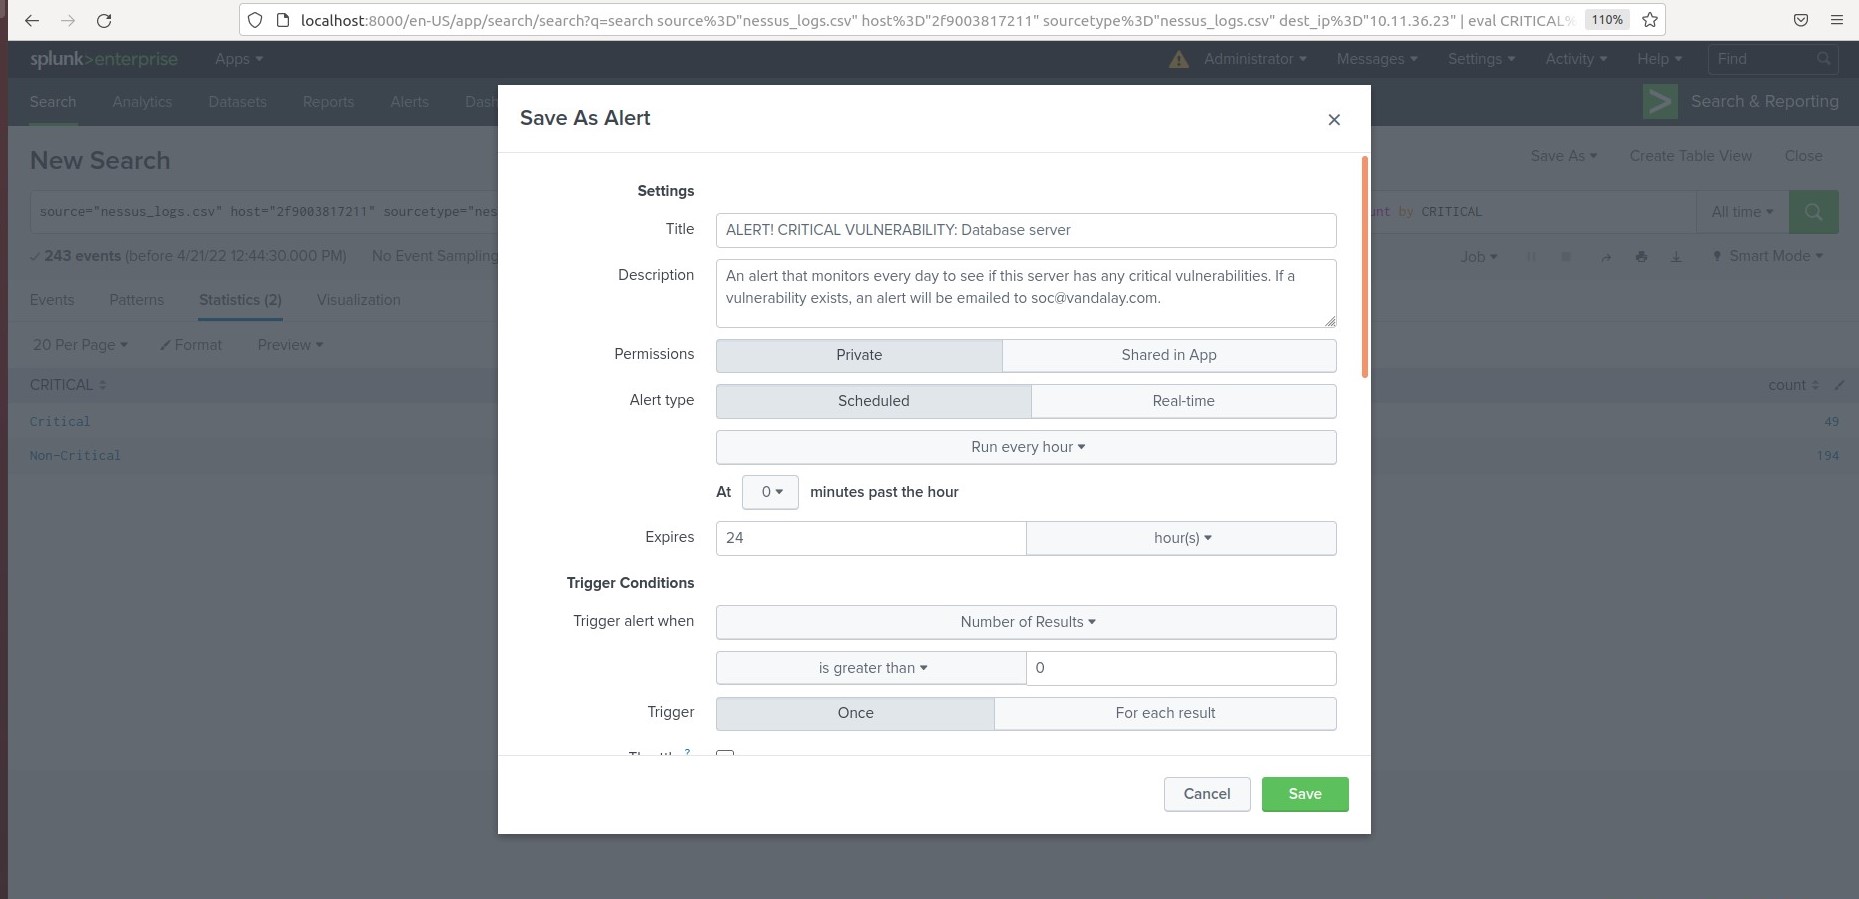 localhost:8000/en-US/app/search/search?q=search source%3D"nessus_logs.csv" host%3D"2f9003817211" sourcetype%3D"nessus_logs.csv" dest_ip%3D"10.11.36.23" | eval CRITICAL% 110%
splunk>enterprise Apps Administrator Messages Settings Activity Help Find
Search Analytics Datasets Reports Alerts Dash Search & Reporting
Save As Alert
New Search Save As Create Table View Close
Settings
source="nessus_logs.csv" host="2f9003817211" sourcetype="nes unt by CRITICAL All time
Title ALERT! CRITICAL VULNERABILITY: Database server
243 events (before 4/21/22 12:44:30.000 PM) No Event Sampling Job Smart Mode
Description An alert that monitors every day to see if this server has any critical vulnerabilities. If a
vulnerability exists, an alert will be emailed to soc@vandalay.com.
Events Patterns Statistics (2) Visualization
20 Per Page Format Preview
Permissions Private Shared in App
CRITICAL count
Alert type Scheduled Real-time
Critical 49
Run every hour
Non-Critical 194
At 0 minutes past the hour
Expires 24 hour(s)
Trigger Conditions
Trigger alert when Number of Results
is greater than 0
Trigger Once For each result
?
Cancel Save